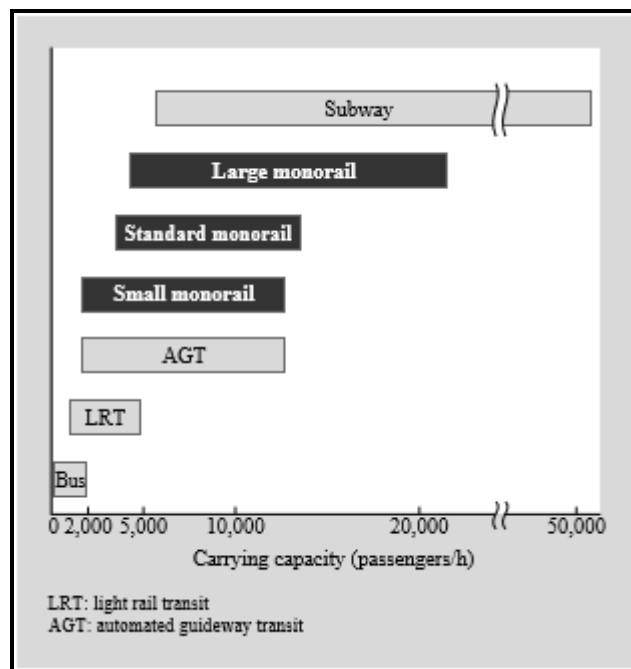 Subway
Large monorail
Standard monorail
Small monorail
AGT
LRT
Bus
0 2,000 5,000 10,000 20,000 50,000
Carrying capacity (passengers/h)
LRT: light rail transit
AGT: automated guideway transit